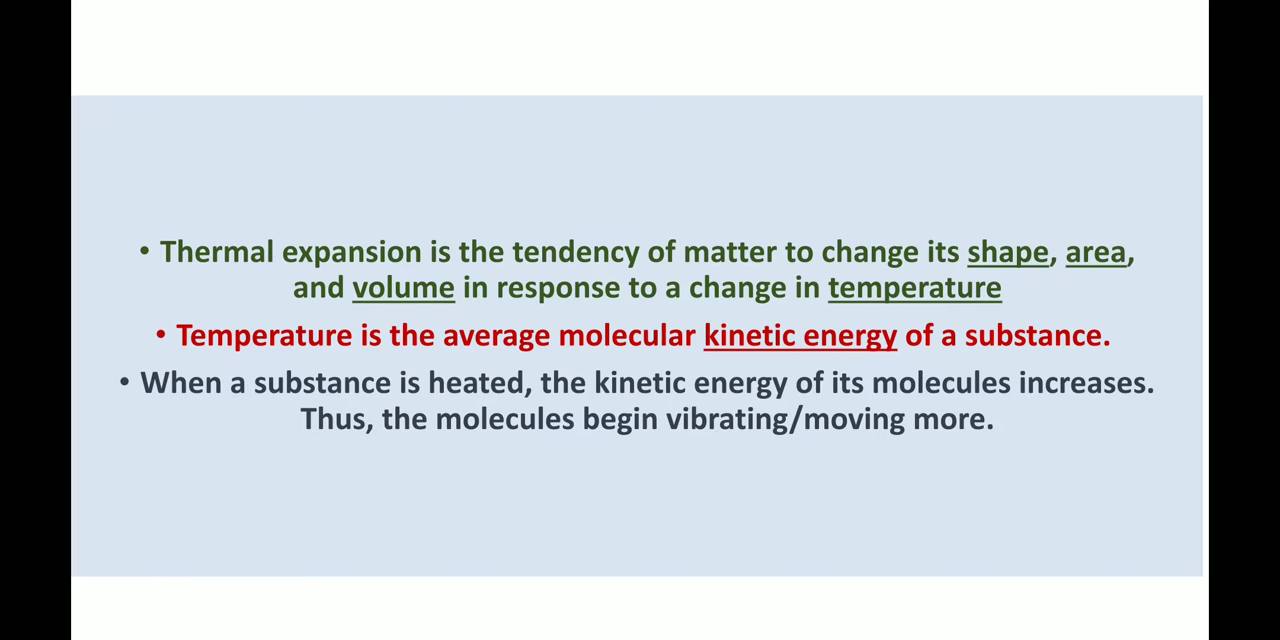 • Thermal expansion is the tendency of matter to change its shape, area,
and volume in response to a change in temperature
• Temperature is the average molecular kinetic energy of a substance.
• When a substance is heated, the kinetic energy of its molecules increases.
Thus, the molecules begin vibrating/moving more.